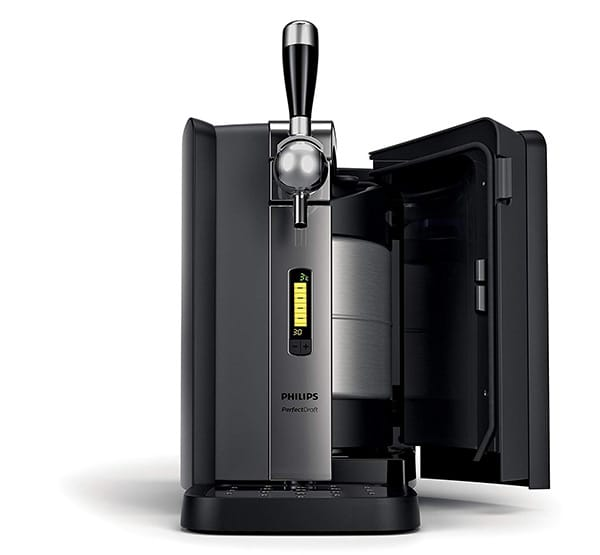 3°c
30
- +
PHILIPS
PerfectDraft